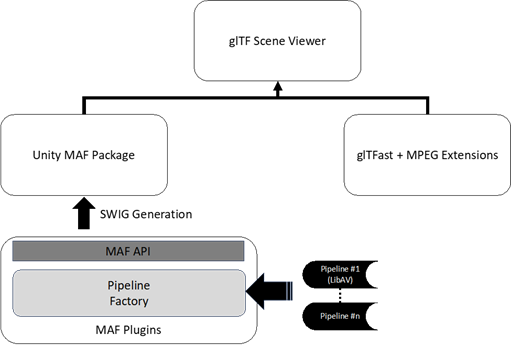 glTF Scene Viewer
Unity MAF Package
glTFast + MPEG Extensions
SWIG Generation
MAF API
Pipeline
Factory
MAF Plugins
Pipeline #1
(LibAV)
Pipeline #n